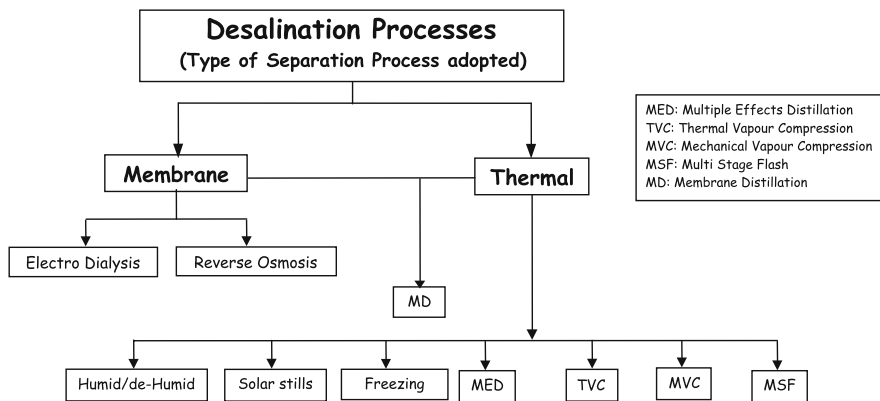 Desalination Processes
(Type of Separation Process adopted)
MED: Multiple Effects Distillation
TVC: Thermal Vapour Compression
MVC: Mechanical Vapour Compression
MSF: Multi Stage Flash
MD: Membrane Distillation
Membrane
Thermal
Electro Dialysis
Reverse Osmosis
MD
Humid/de-Humid
Solar stills
Freezing
MED
TVC
MVC
MSF